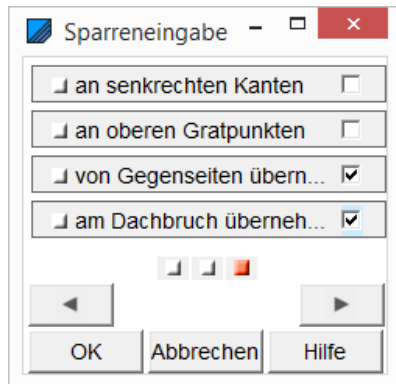 Sparreneingabe
an senkrechten Kanten
an oberen Gratpunkten
von Gegenseiten übern...
am Dachbruch überneh...
OK Abbrechen Hilfe